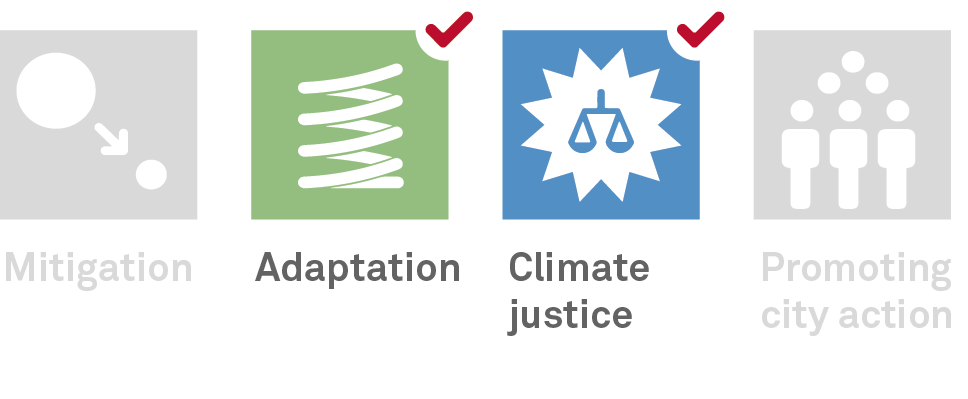 Mitigation
Adaptation
Climate
justice
Promoting
city action